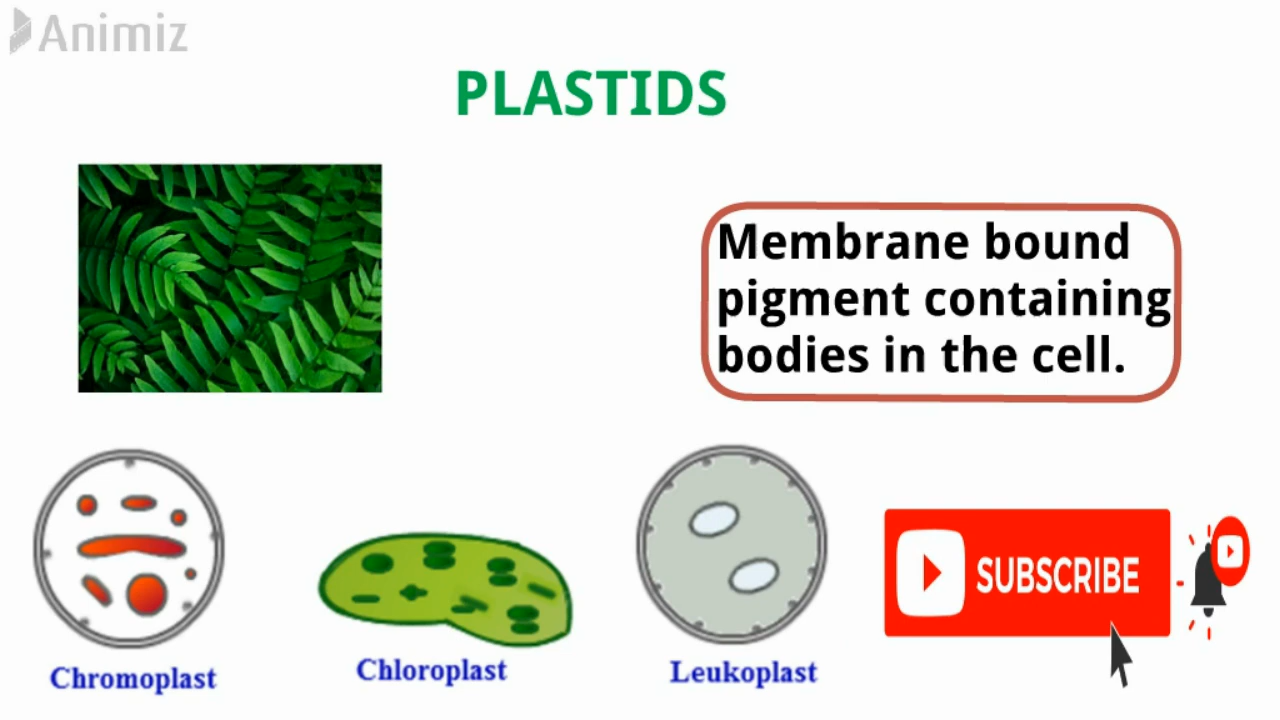 Animiz
PLASTIDS
Membrane bound
pigment containing
bodies in the cell.
Chromoplast
Chloroplast
Leukoplast
SUBSCRIBE